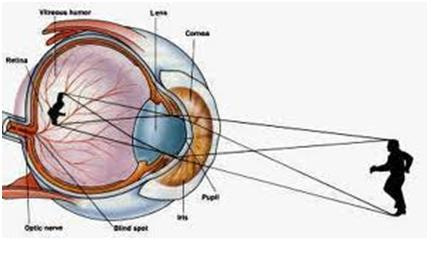 Vitreous humor
Lens
Cornea
Retina
Pupil
Iris
Optic nerve
Blind spot